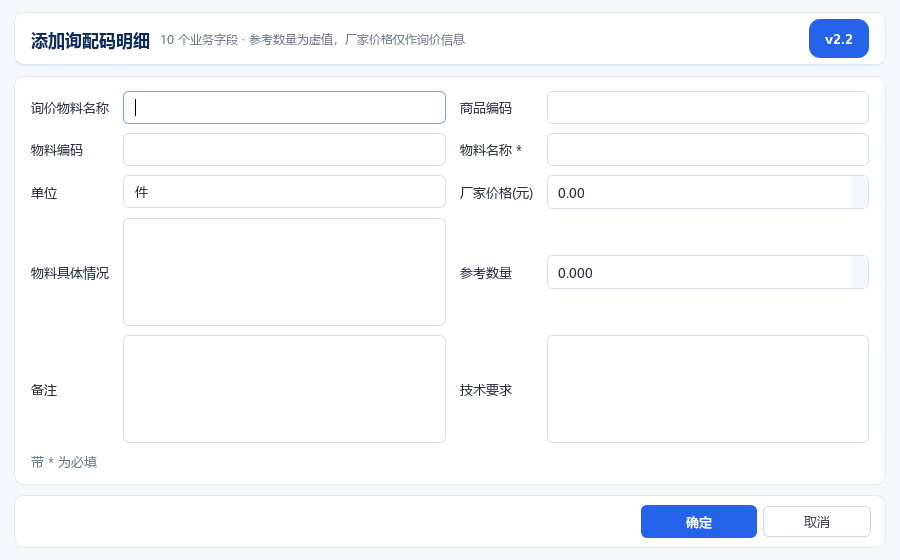 添加询配码明细 10 个业务字段 · 参考数量为虚值，厂家价格仅作询价信息 v2.2
询价物料名称 商品编码
物料编码 物料名称 *
单位 件 厂家价格(元) 0.00
物料具体情况 参考数量 0.000
备注 技术要求
带 * 为必填
确定 取消